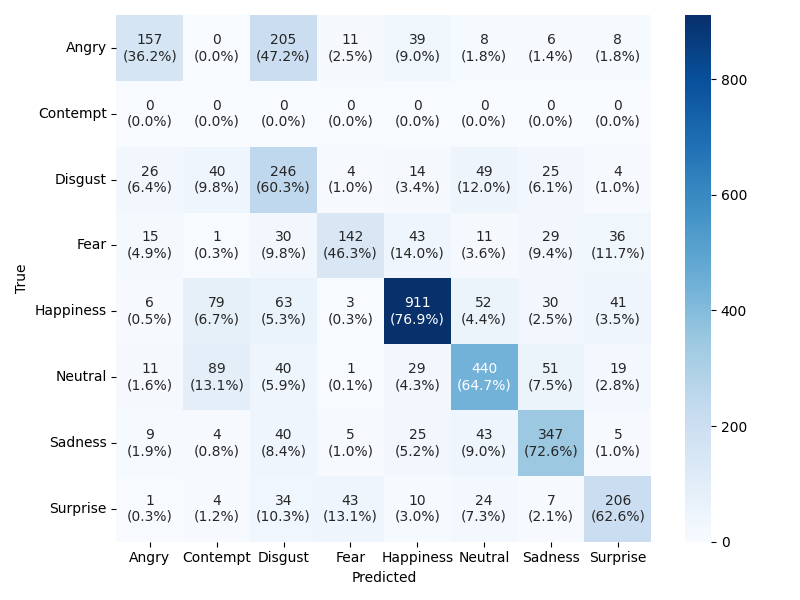 Angry 157 0 205 11 39 8 6 8
(36.2%) (0.0%) (47.2%) (2.5%) (9.0%) (1.8%) (1.4%) (1.8%)
Contempt 0 0 0 0 0 0 0 0
(0.0%) (0.0%) (0.0%) (0.0%) (0.0%) (0.0%) (0.0%) (0.0%)
Disgust 26 40 246 4 14 49 25 4
(6.4%) (9.8%) (60.3%) (1.0%) (3.4%) (12.0%) (6.1%) (1.0%)
Fear 15 1 30 142 43 11 29 36
(4.9%) (0.3%) (9.8%) (46.3%) (14.0%) (3.6%) (9.4%) (11.7%)
Happiness 6 79 63 3 911 52 30 41
(0.5%) (6.7%) (5.3%) (0.3%) (76.9%) (4.4%) (2.5%) (3.5%)
Neutral 11 89 40 1 29 440 51 19
(1.6%) (13.1%) (5.9%) (0.1%) (4.3%) (64.7%) (7.5%) (2.8%)
Sadness 9 4 40 5 25 43 347 5
(1.9%) (0.8%) (8.4%) (1.0%) (5.2%) (9.0%) (72.6%) (1.0%)
Surprise 1 4 34 43 10 24 7 206
(0.3%) (1.2%) (10.3%) (13.1%) (3.0%) (7.3%) (2.1%) (62.6%)
Angry Contempt Disgust Fear Happiness Neutral Sadness Surprise
Predicted
True
800
600
400
200
0